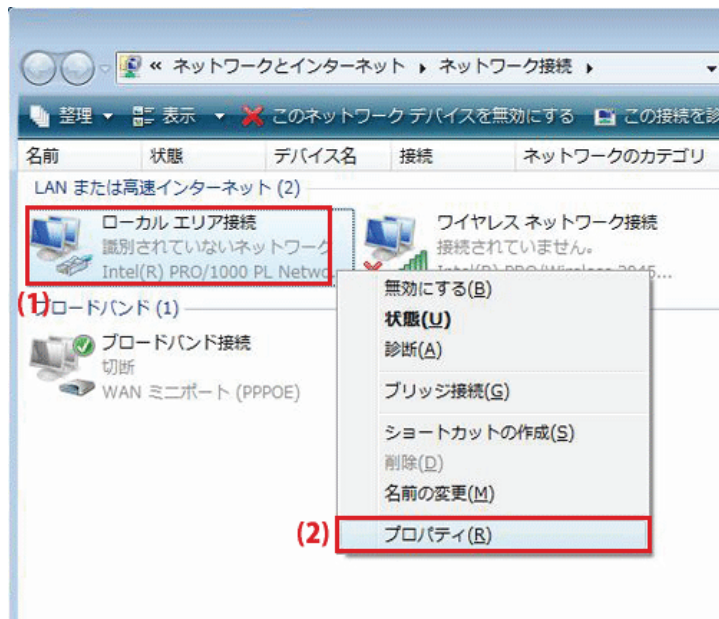 « ネットワークとインターネット ▸ ネットワーク接続 ▸
整理 表示 このネットワーク デバイスを無効にする この接続を診
名前 状態 デバイス名 接続 ネットワークのカテゴリ
LAN または高速インターネット (2)
ローカル エリア接続
識別されていないネットワーク
Intel(R) PRO/1000 PL Netwo...
(1)
ワイヤレス ネットワーク接続
接続されていません。
Intel(R) PRO/Wireless 3945...
ブロードバンド (1)
ブロードバンド接続
切断
WAN ミニポート (PPPOE)
無効にする(B)
状態(U)
診断(A)
ブリッジ接続(G)
ショートカットの作成(S)
削除(D)
名前の変更(M)
(2)
プロパティ(R)